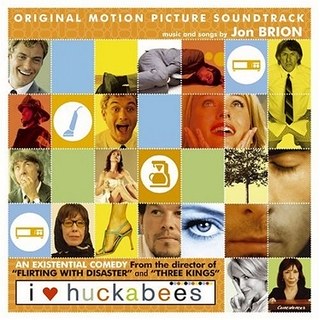 ORIGINAL MOTION PICTURE SOUNDTRACK
music and songs by Jon BRION
AN EXISTENTIAL COMEDY From the director of
"FLIRTING WITH DISASTER" and "THREE KINGS"
i ♥ huckabees